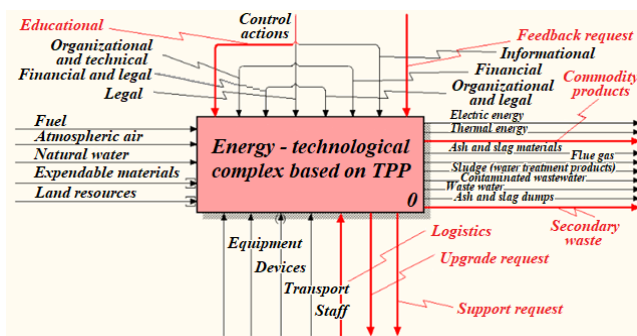 Control
actions
Educational
Organizational
and technical
Financial and legal
Legal
Feedback request
Informational
Financial
Organizational
and legal
Commodity
products
Fuel
Atmospheric air
Natural water
Expendable materials
Land resources
Energy - technological
complex based on TPP
0
Electric energy
Thermal energy
Ash and slag materials
Flue gas
Sludge (water treatment products)
Contaminated wastewater
Waste water
Ash and slag dumps
Secondary
waste
Equipment
Devices
Transport
Staff
Logistics
Upgrade request
Support request